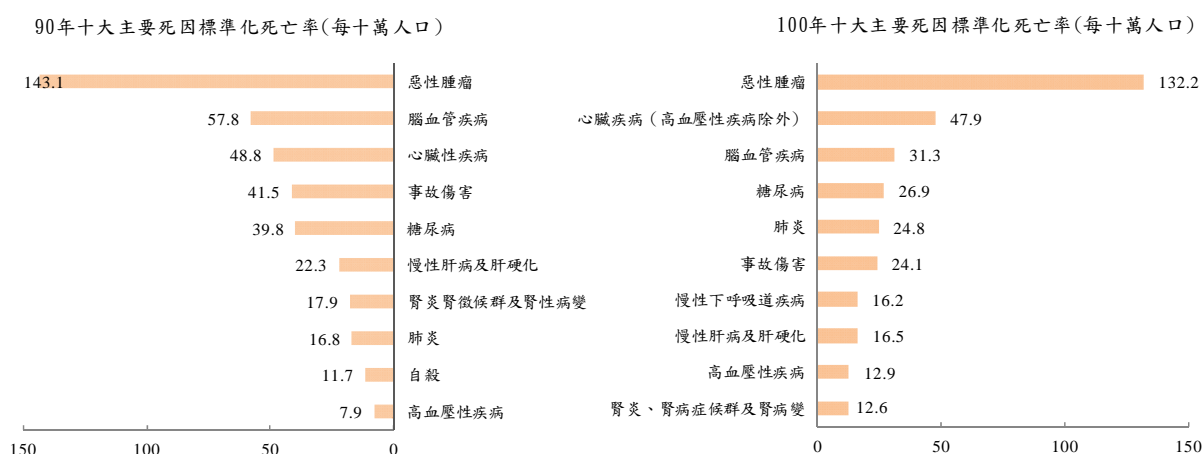 90年十大主要死因標準化死亡率(每十萬人口)
143.1 惡性腫瘤
57.8 腦血管疾病
48.8 心臟性疾病
41.5 事故傷害
39.8 糖尿病
22.3 慢性肝病及肝硬化
17.9 腎炎腎徵候群及腎性病變
16.8 肺炎
11.7 自殺
7.9 高血壓性疾病
150 100 50 0
100年十大主要死因標準化死亡率(每十萬人口)
惡性腫瘤 132.2
心臟疾病（高血壓性疾病除外） 47.9
腦血管疾病 31.3
糖尿病 26.9
肺炎 24.8
事故傷害 24.1
慢性下呼吸道疾病 16.2
慢性肝病及肝硬化 16.5
高血壓性疾病 12.9
腎炎、腎病症候群及腎病變 12.6
0 50 100 150